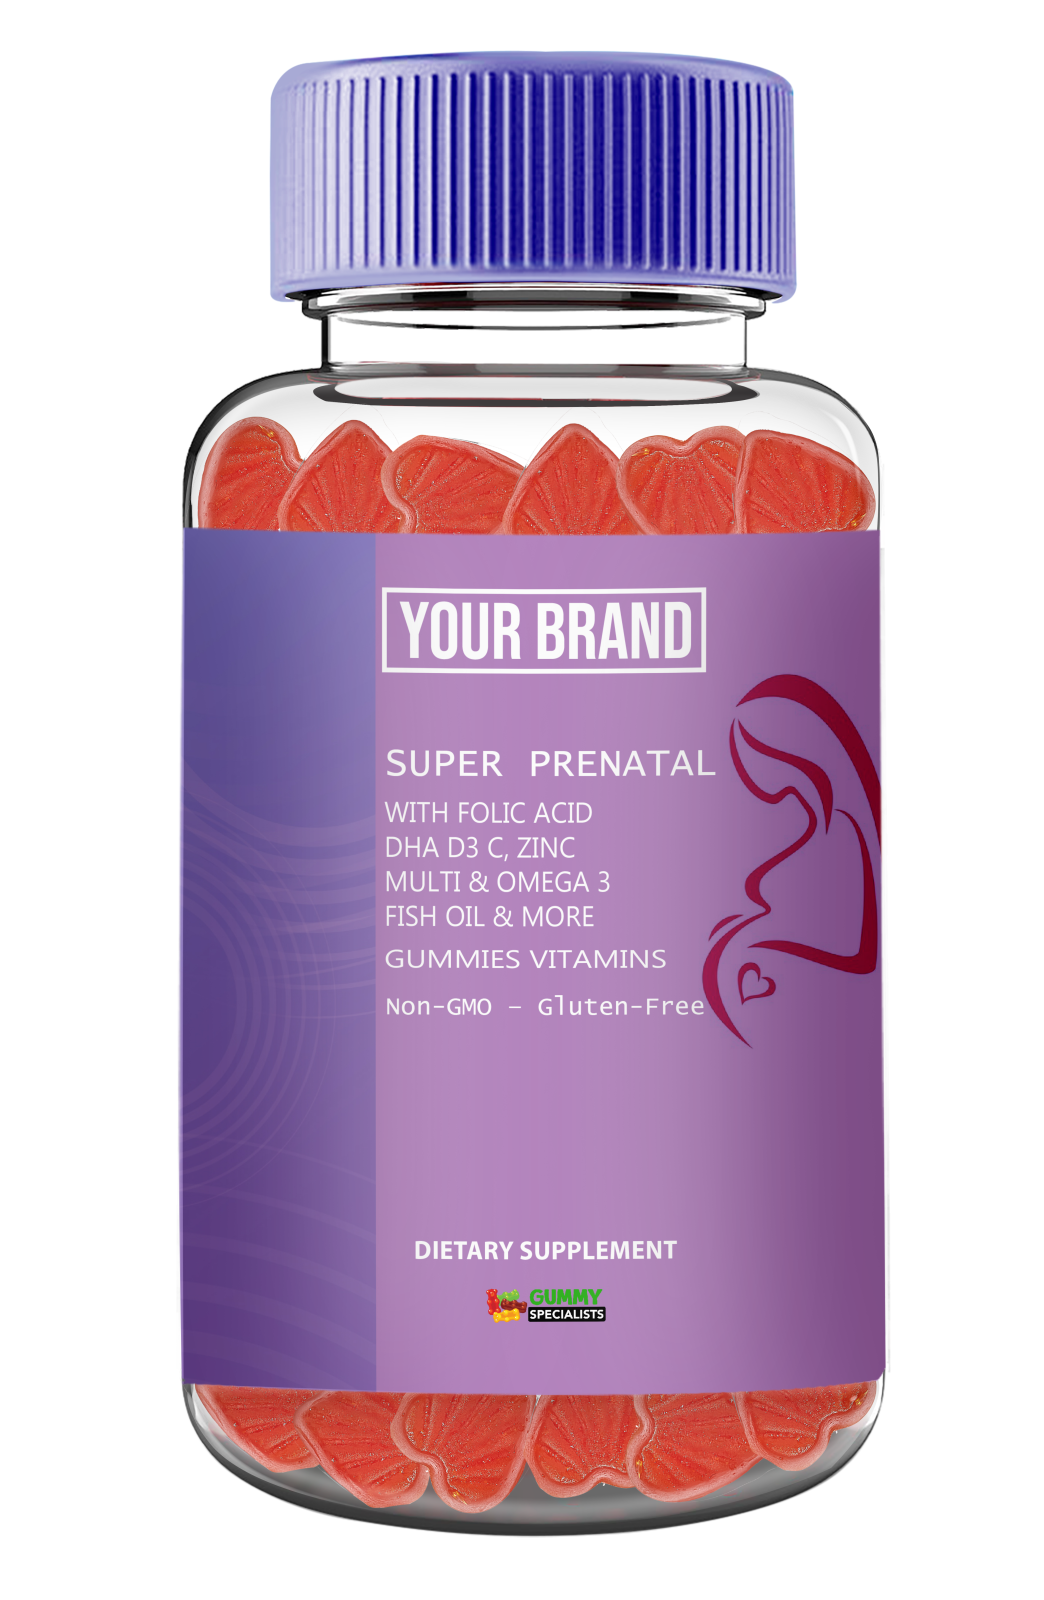 YOUR BRAND
SUPER PRENATAL
WITH FOLIC ACID
DHA D3 C, ZINC
MULTI & OMEGA 3
FISH OIL & MORE
GUMMIES VITAMINS
Non-GMO – Gluten-Free
DIETARY SUPPLEMENT
GUMMY
SPECIALISTS